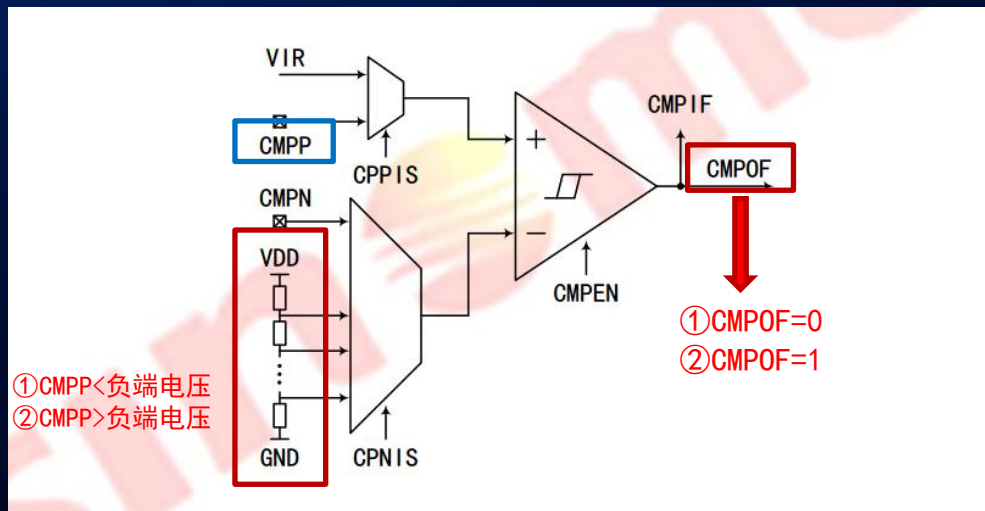 VIR
CMPP
CPPIS
CMPN
VDD
GND
CPNIS
+
−
CMPEN
CMPIF
CMPOF
①CMPP<负端电压
②CMPP>负端电压
①CMPOF=0
②CMPOF=1